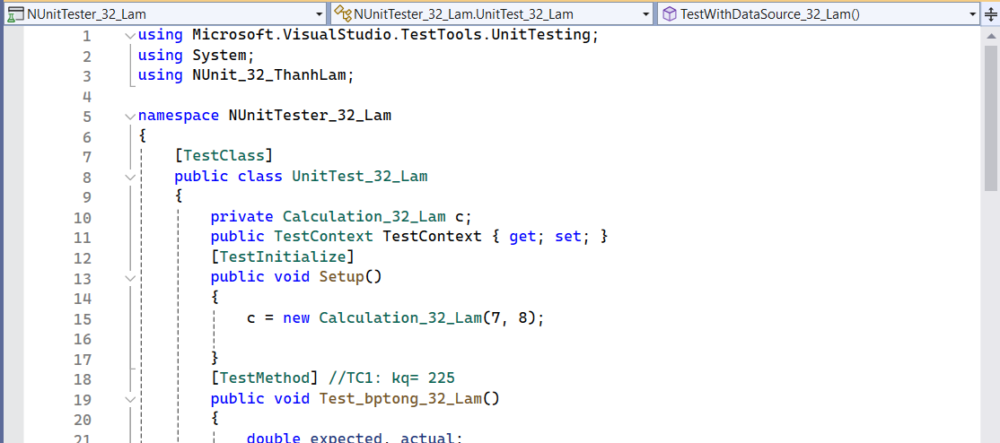 NUnitTester_32_Lam NUnitTester_32_Lam.UnitTest_32_Lam TestWithDataSource_32_Lam()
1 using Microsoft.VisualStudio.TestTools.UnitTesting;
2 using System;
3 using NUnit_32_ThanhLam;
4
5 namespace NUnitTester_32_Lam
6 {
7 [TestClass]
8 public class UnitTest_32_Lam
9 {
10 private Calculation_32_Lam c;
11 public TestContext TestContext { get; set; }
12 [TestInitialize]
13 public void Setup()
14 {
15 c = new Calculation_32_Lam(7, 8);
16
17 }
18 [TestMethod] //TC1: kq= 225
19 public void Test_bptong_32_Lam()
20 {
21 double expected, actual;